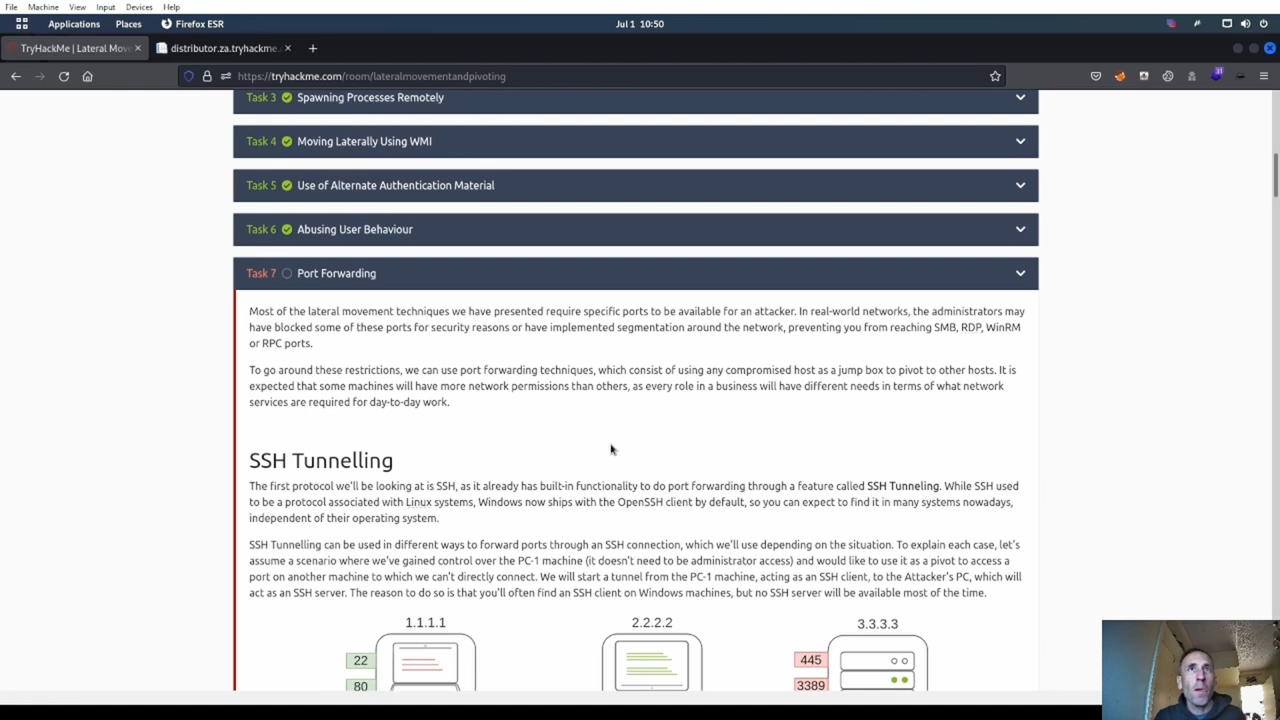 File Machine View Input Devices Help
Applications Places Firefox ESR Jul 1 10:50
TryHackMe | Lateral Mov distributor.za.tryhackme.
https://tryhackme.com/room/lateralmovementandpivoting
31
Task 3 Spawning Processes Remotely
Task 4 Moving Laterally Using WMI
Task 5 Use of Alternate Authentication Material
Task 6 Abusing User Behaviour
Task 7 Port Forwarding
Most of the lateral movement techniques we have presented require specific ports to be available for an attacker. In real-world networks, the administrators may
have blocked some of these ports for security reasons or have implemented segmentation around the network, preventing you from reaching SMB, RDP, WinRM
or RPC ports.
To go around these restrictions, we can use port forwarding techniques, which consist of using any compromised host as a jump box to pivot to other hosts. It is
expected that some machines will have more network permissions than others, as every role in a business will have different needs in terms of what network
services are required for day-to-day work.
SSH Tunnelling
The first protocol we'll be looking at is SSH, as it already has built-in functionality to do port forwarding through a feature called SSH Tunneling. While SSH used
to be a protocol associated with Linux systems, Windows now ships with the OpenSSH client by default, so you can expect to find it in many systems nowadays,
independent of their operating system.
SSH Tunnelling can be used in different ways to forward ports through an SSH connection, which we'll use depending on the situation. To explain each case, let's
assume a scenario where we've gained control over the PC-1 machine (it doesn't need to be administrator access) and would like to use it as a pivot to access a
port on another machine to which we can't directly connect. We will start a tunnel from the PC-1 machine, acting as an SSH client, to the Attacker's PC, which will
act as an SSH server. The reason to do so is that you'll often find an SSH client on Windows machines, but no SSH server will be available most of the time.
1.1.1.1 2.2.2.2 3.3.3.3
22 445
80 3389